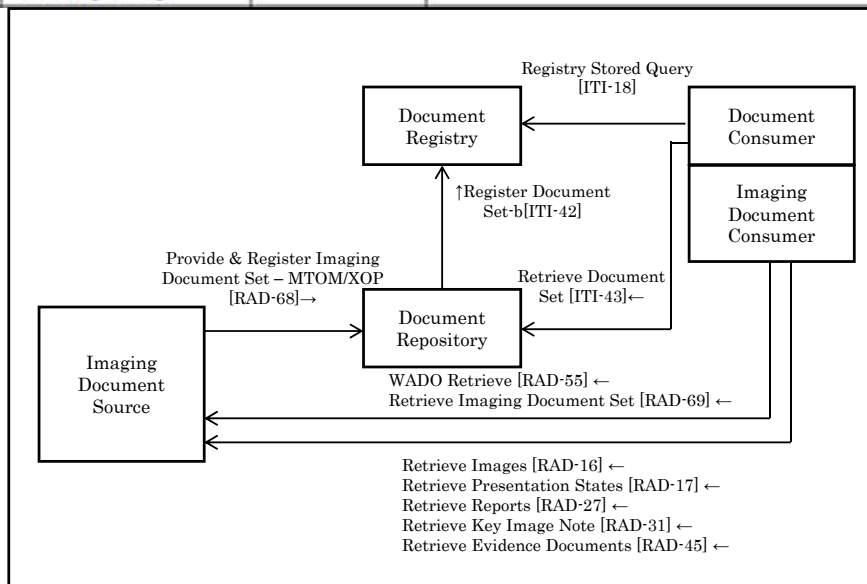 Registry Stored Query
[ITI-18]
Document
Registry
Document
Consumer
↑Register Document
Set-b[ITI-42]
Imaging
Document
Consumer
Provide & Register Imaging
Document Set – MTOM/XOP
[RAD-68]→
Retrieve Document
Set [ITI-43]←
Document
Repository
Imaging
Document
Source
WADO Retrieve [RAD-55] ←
Retrieve Imaging Document Set [RAD-69] ←
Retrieve Images [RAD-16] ←
Retrieve Presentation States [RAD-17] ←
Retrieve Reports [RAD-27] ←
Retrieve Key Image Note [RAD-31] ←
Retrieve Evidence Documents [RAD-45] ←